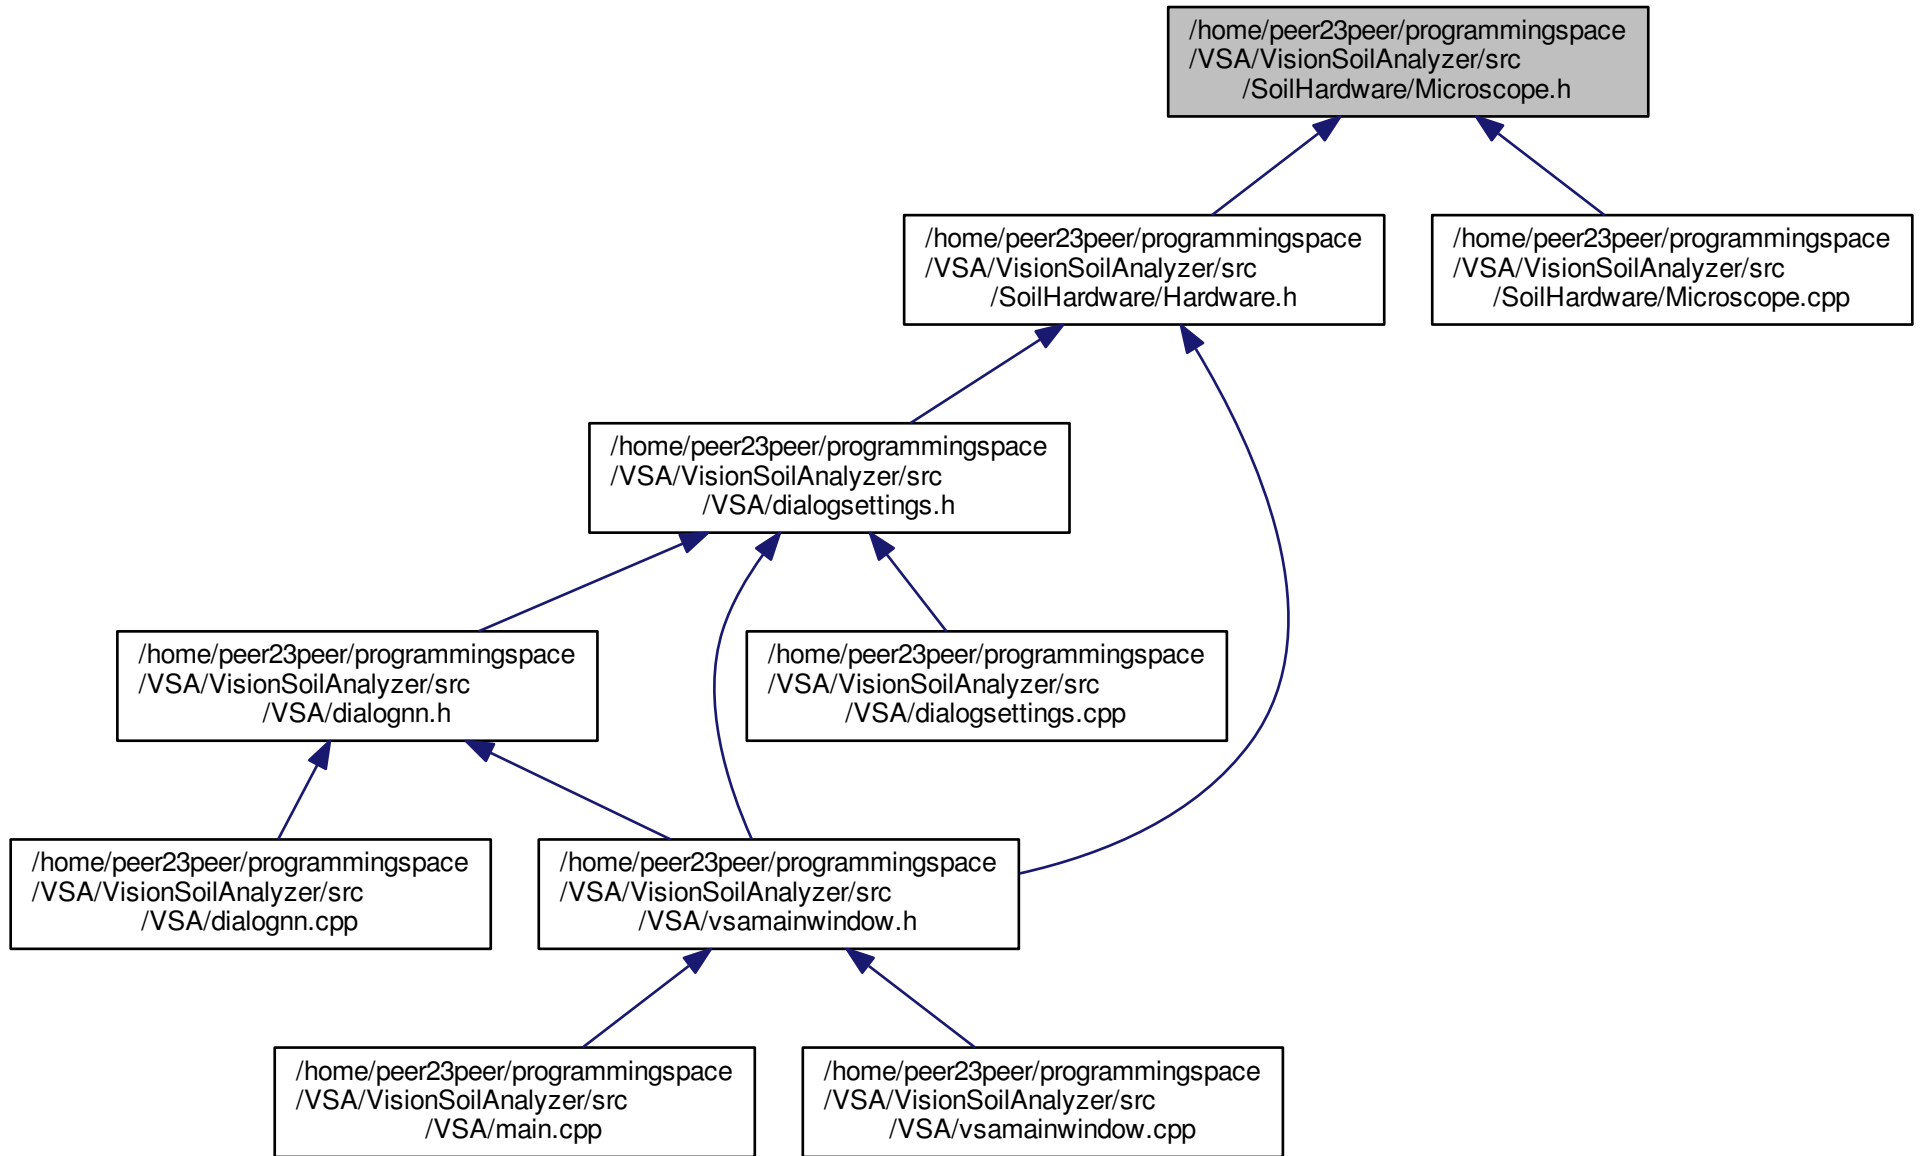 /home/peer23peer/programmingspace
/VSA/VisionSoilAnalyzer/src
/SoilHardware/Microscope.h
/home/peer23peer/programmingspace
/VSA/VisionSoilAnalyzer/src
/SoilHardware/Hardware.h
/home/peer23peer/programmingspace
/VSA/VisionSoilAnalyzer/src
/SoilHardware/Microscope.cpp
/home/peer23peer/programmingspace
/VSA/VisionSoilAnalyzer/src
/VSA/dialogsettings.h
/home/peer23peer/programmingspace
/VSA/VisionSoilAnalyzer/src
/VSA/dialognn.h
/home/peer23peer/programmingspace
/VSA/VisionSoilAnalyzer/src
/VSA/dialogsettings.cpp
/home/peer23peer/programmingspace
/VSA/VisionSoilAnalyzer/src
/VSA/dialognn.cpp
/home/peer23peer/programmingspace
/VSA/VisionSoilAnalyzer/src
/VSA/vsamainwindow.h
/home/peer23peer/programmingspace
/VSA/VisionSoilAnalyzer/src
/VSA/main.cpp
/home/peer23peer/programmingspace
/VSA/VisionSoilAnalyzer/src
/VSA/vsamainwindow.cpp